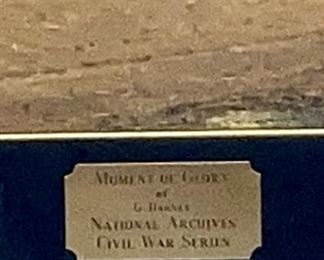 MOMENT OF GLORY
G. HARVEY
NATIONAL ARCHIVES
CIVIL WAR SERIES